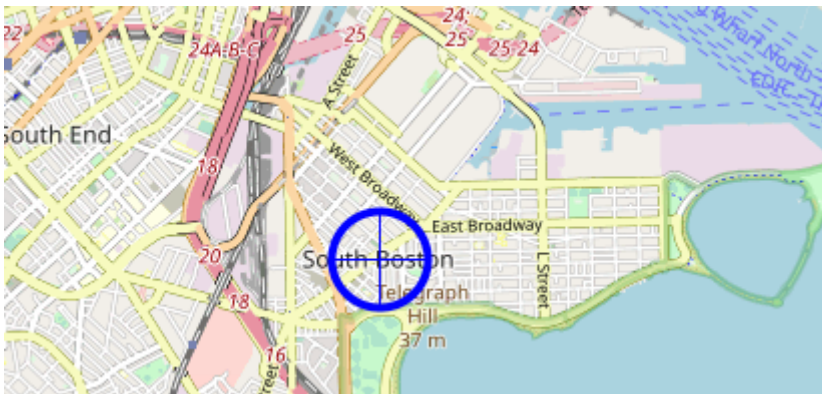 22
24A-B-C
25
24;
25
25-24
A Street
South End
18
West Broadway
East Broadway
20
South Boston
L Street
Telegraph
Hill
37 m
18
16